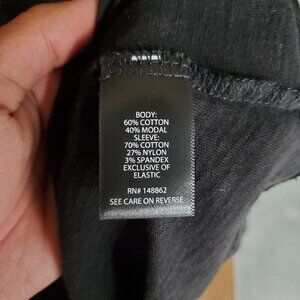 BODY:
60% COTTON
40% MODAL
SLEEVE:
70% COTTON
27% NYLON
3% SPANDEX
EXCLUSIVE OF
ELASTIC
RN# 148862
SEE CARE ON REVERSE